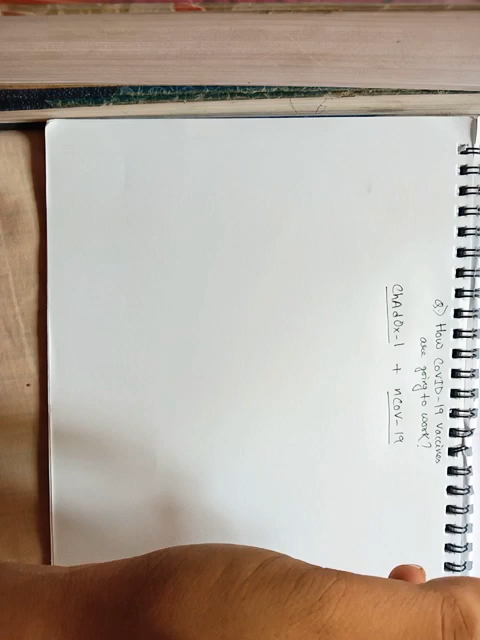 Q) How COVID-19 vaccines
are going to work?
ChAdOx-1 + nCoV-19